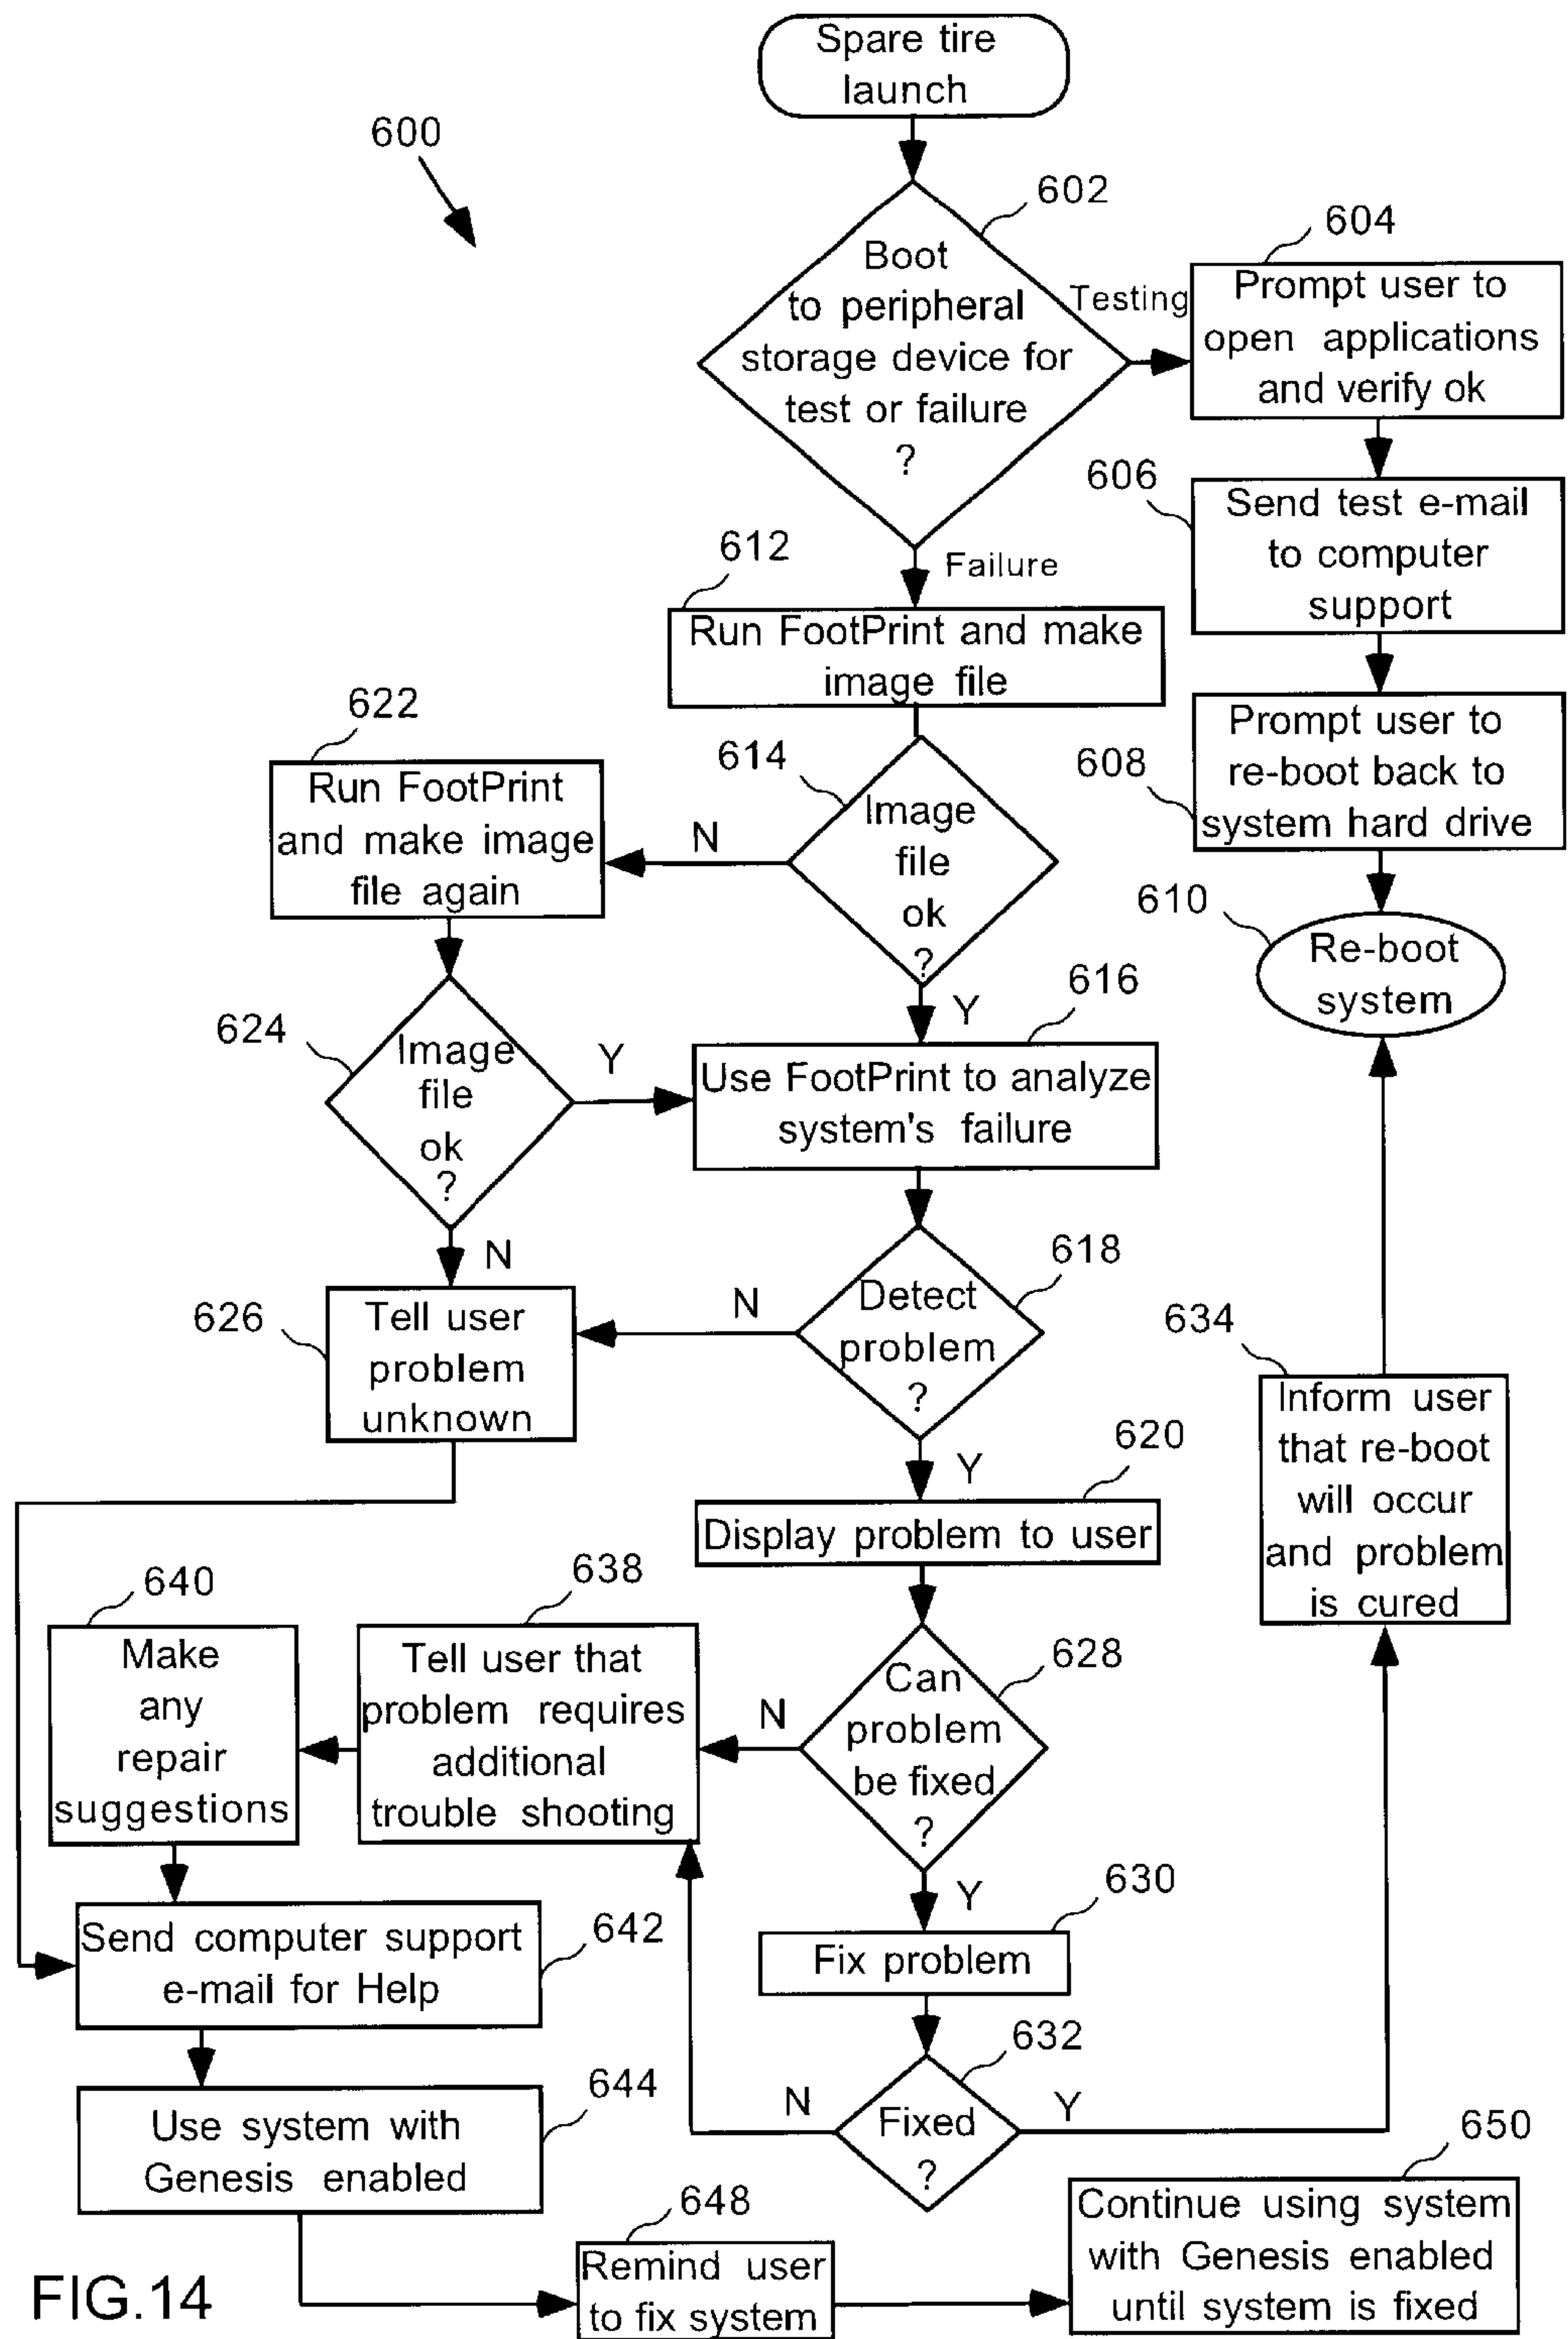 Spare tire
launch
600
602
Boot
to peripheral
storage device for
test or failure
?
Testing
604
Prompt user to
open applications
and verify ok
606
Send test e-mail
to computer
support
Failure
612
Run FootPrint and make
image file
608
Prompt user to
re-boot back to
system hard drive
610
Re-boot
system
614
Image
file
ok
?
N
622
Run FootPrint
and make image
file again
624
Image
file
ok
?
Y
Y
616
Use FootPrint to analyze
system's failure
N
626
Tell user
problem
unknown
N
618
Detect
problem
?
Y
620
Display problem to user
634
Inform user
that re-boot
will occur
and problem
is cured
640
Make
any
repair
suggestions
638
Tell user that
problem requires
additional
trouble shooting
N
628
Can
problem
be fixed
?
Y
630
Fix problem
642
Send computer support
e-mail for Help
632
Fixed
?
N
Y
644
Use system with
Genesis enabled
648
Remind user
to fix system
650
Continue using system
with Genesis enabled
until system is fixed
FIG.14